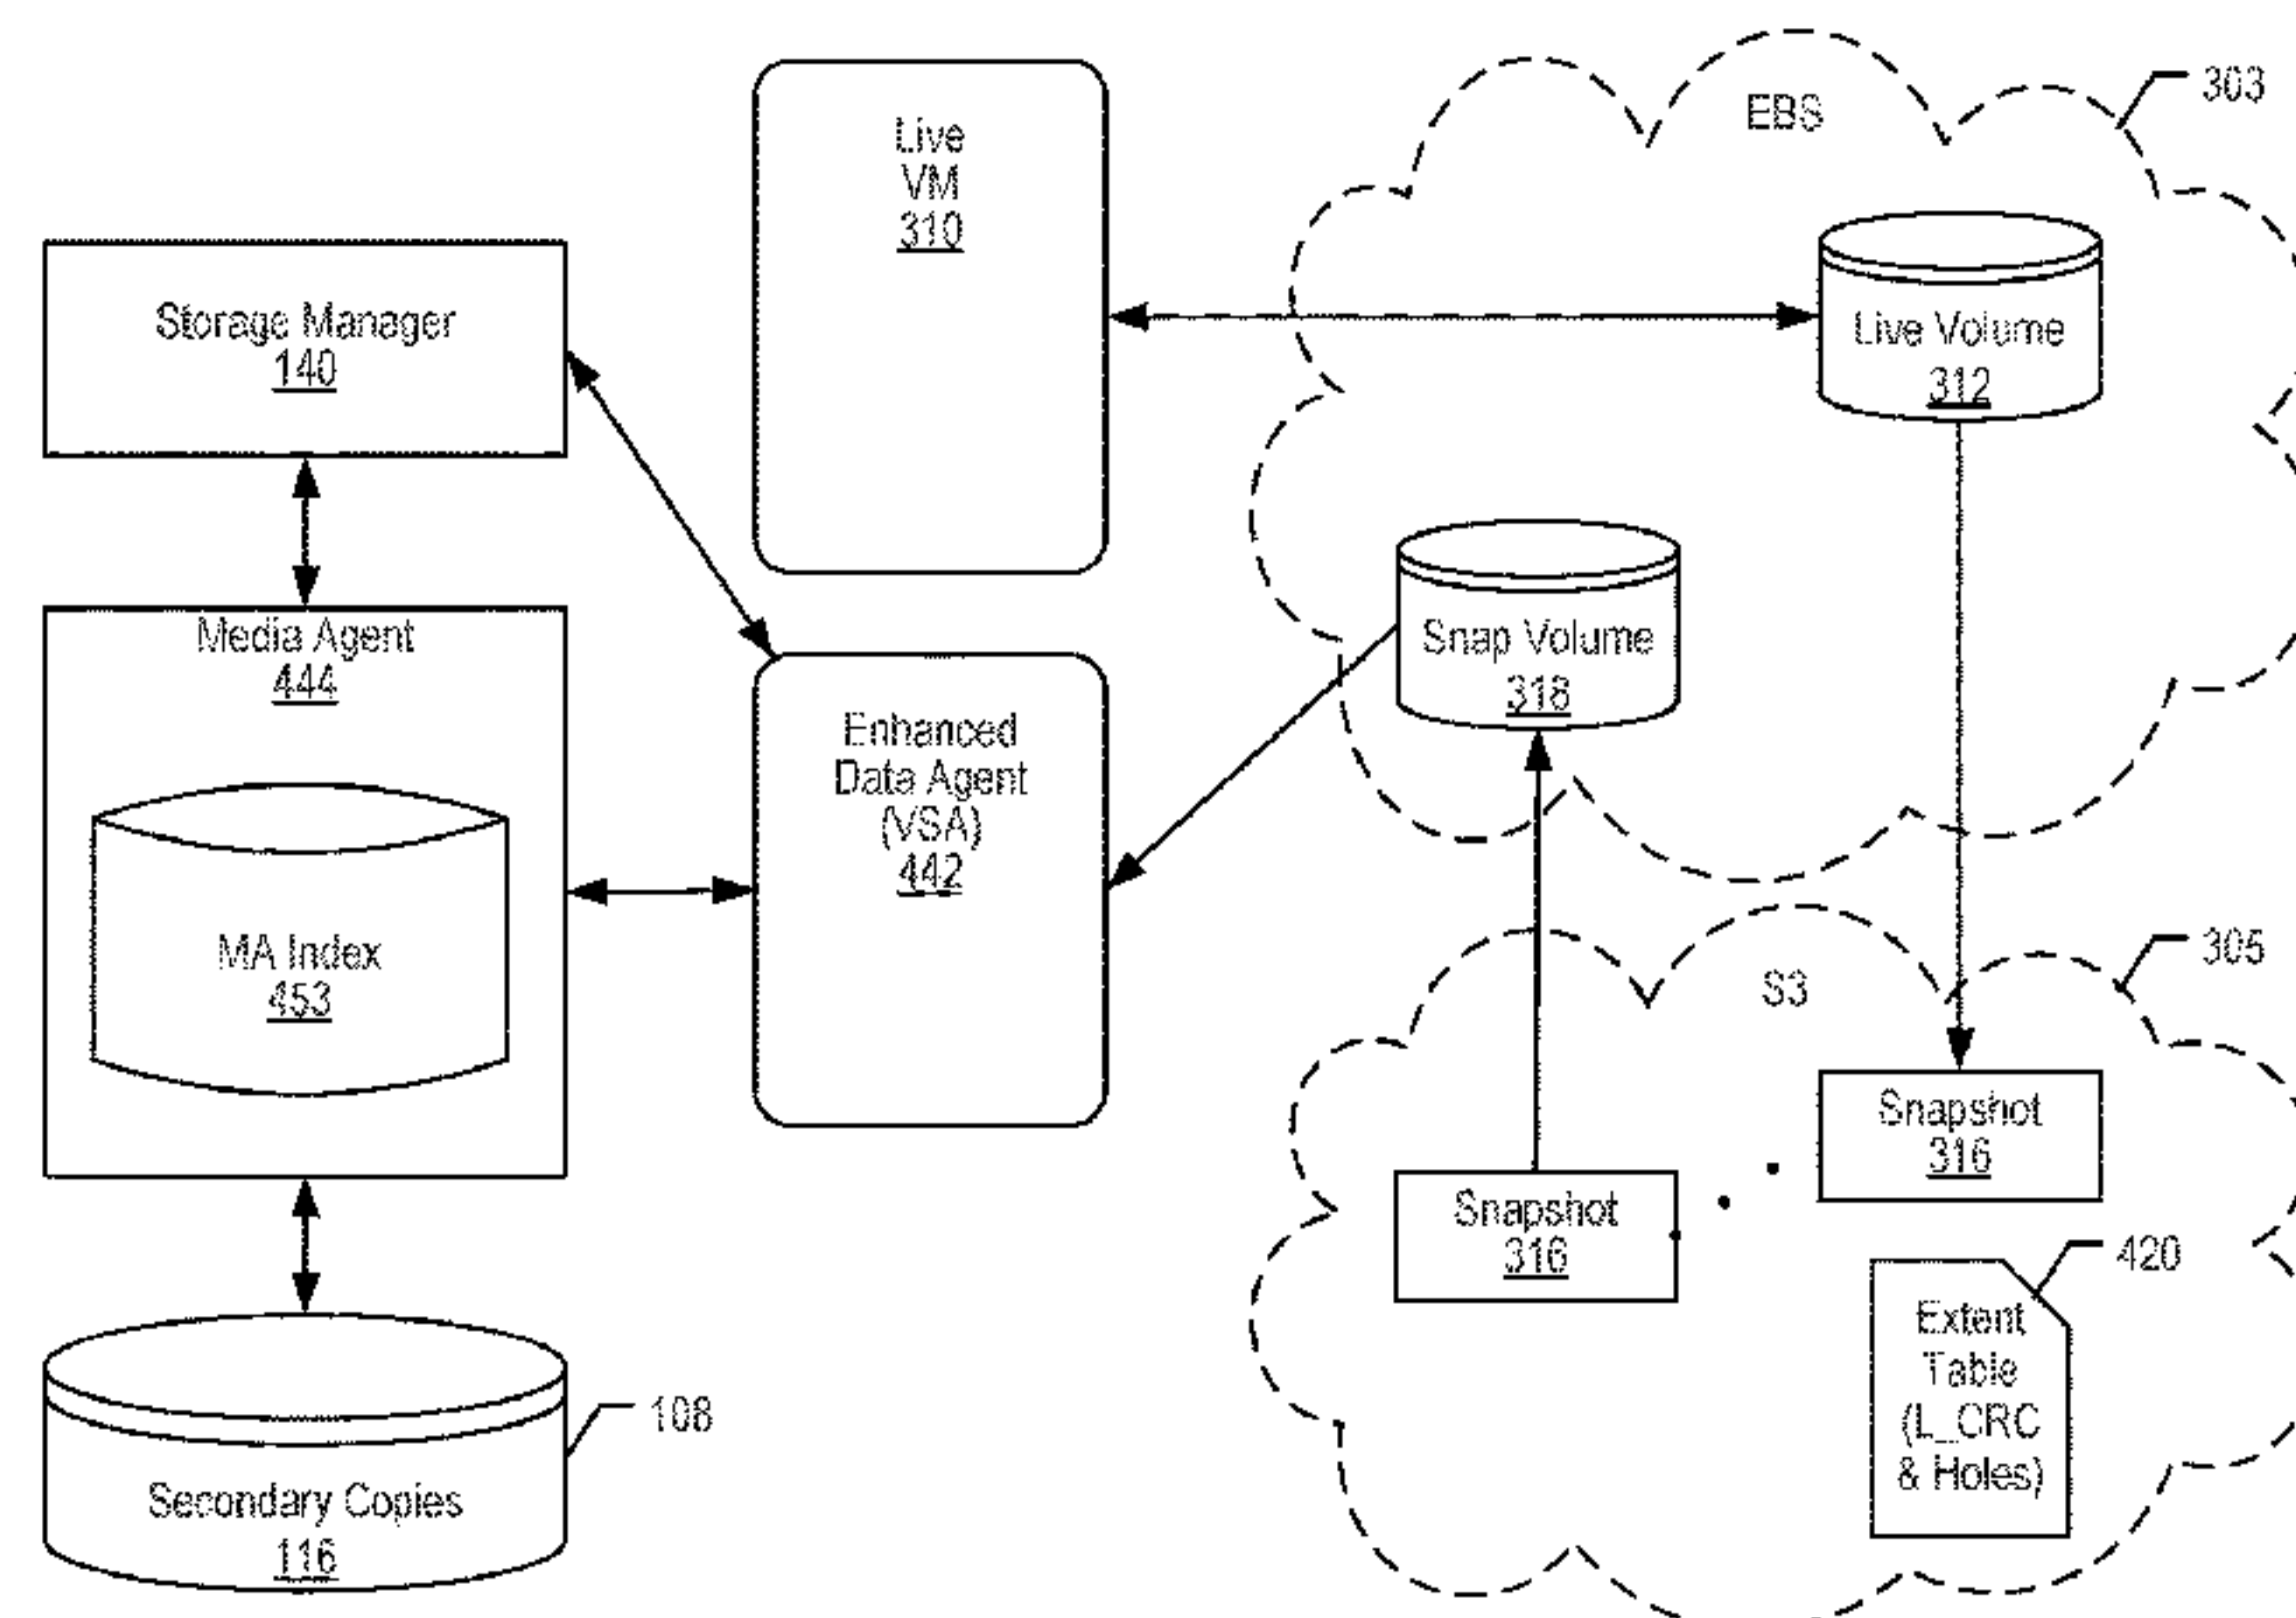 Live
VM
310
EBS
303
Storage Manager
140
Live Volume
312
Media Agent
444
Snap Volume
318
Enhanced
Data Agent
(VSA)
442
MA Index
453
S3
305
Snapshot
316
Snapshot
316
420
Extent
Table
(L_CRC
& Holes)
108
Secondary Copies
116